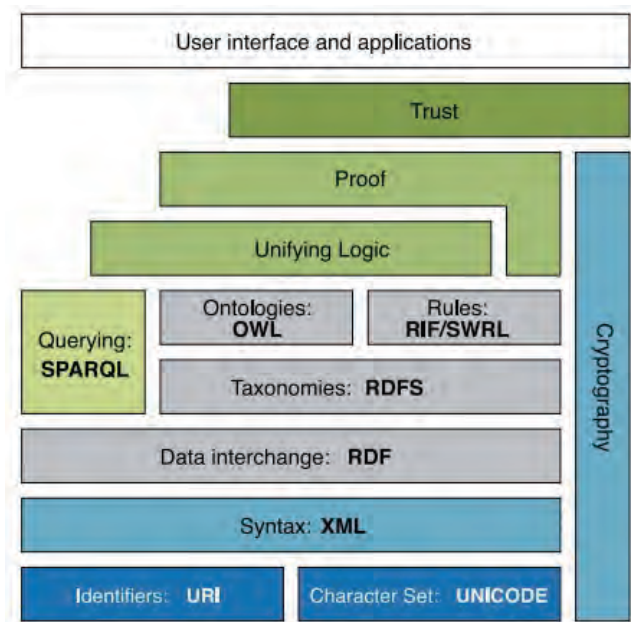 User interface and applications
Trust
Proof
Unifying Logic
Ontologies:
OWL
Rules:
RIF/SWRL
Querying:
SPARQL
Taxonomies: RDFS
Cryptography
Data interchange: RDF
Syntax: XML
Identifiers: URI
Character Set: UNICODE